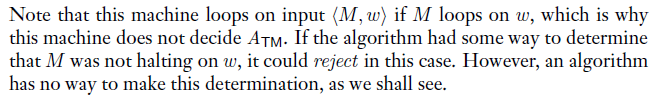 Note that this machine loops on input ⟨M, w⟩ if M loops on w, which is why
this machine does not decide ATM. If the algorithm had some way to determine
that M was not halting on w, it could reject in this case. However, an algorithm
has no way to make this determination, as we shall see.